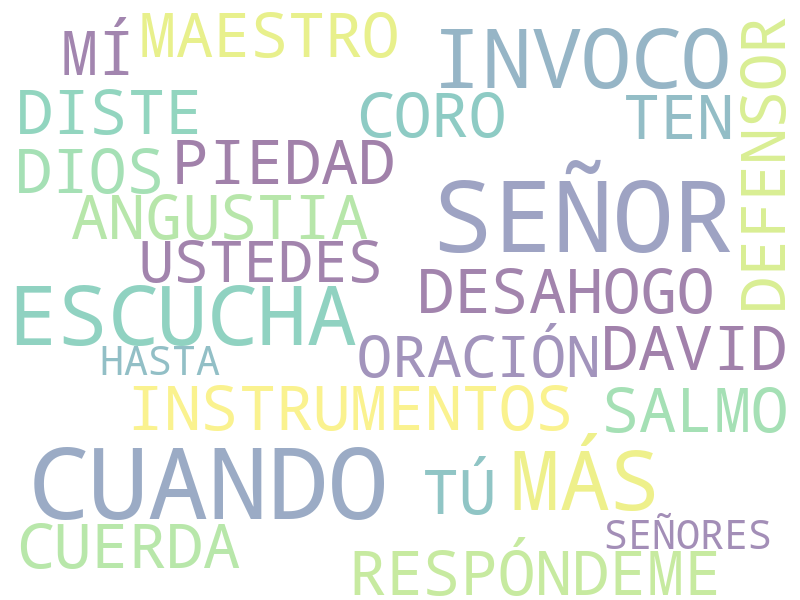 MÍ MAESTRO INVOCO
DISTE CORO TEN
DEFENSOR
DIOS PIEDAD
ANGUSTIA SEÑOR
USTEDES
ESCUCHA DESAHOGO
HASTA ORACIÓN DAVID
INSTRUMENTOS SALMO
CUANDO TÚ MÁS
CUERDA SEÑORES
RESPÓNDEME